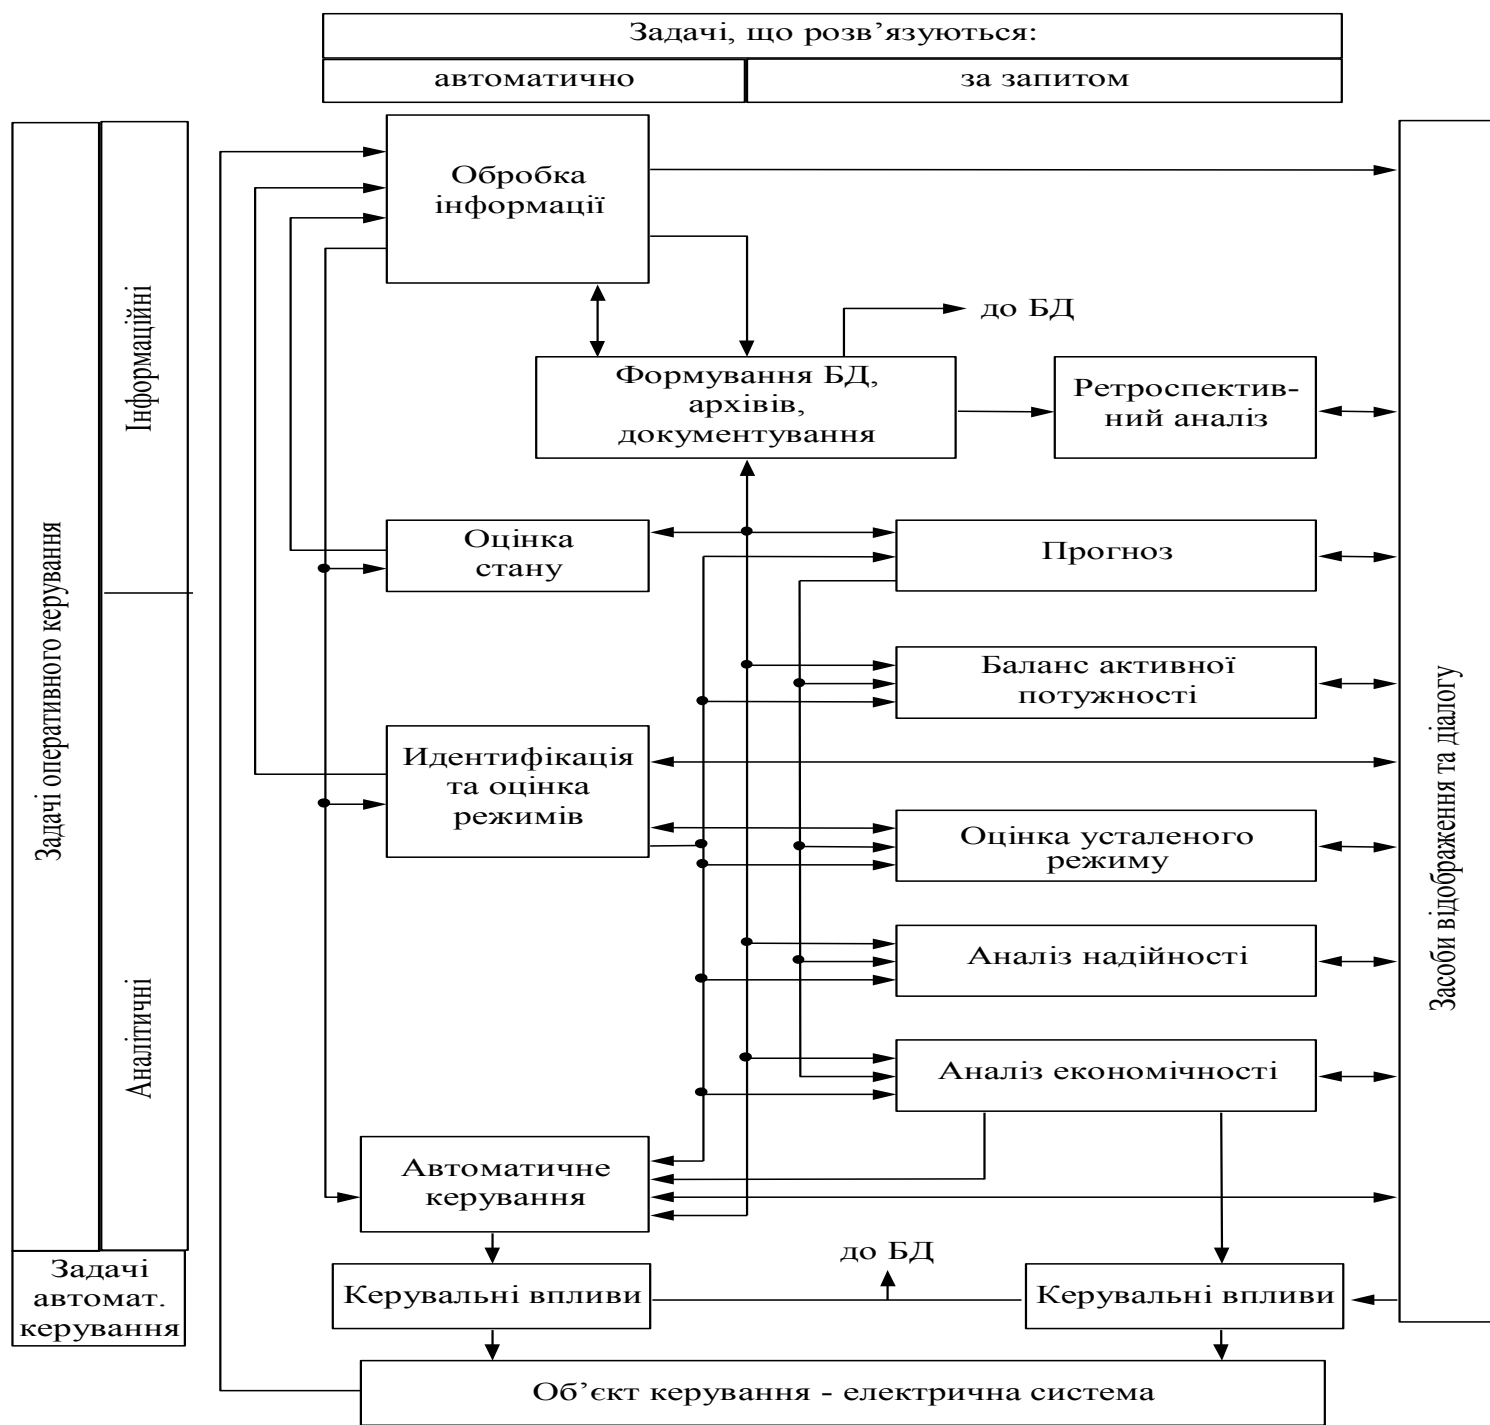 Задачі, що розв’язуються:
автоматично
за запитом
Задачі оперативного керування
Інформаційні
Аналітичні
Задачі
автомат.
керування
Обробка
інформації
до БД
Формування БД,
архівів,
документування
Ретроспектив-
ний аналіз
Оцінка
стану
Прогноз
Баланс активної
потужності
Идентифікація
та оцінка
режимів
Оцінка усталеного
режиму
Аналіз надійності
Аналіз економічності
Автоматичне
керування
до БД
Керувальні впливи
Керувальні впливи
Об’єкт керування - електрична система
Засоби відображення та діалогу